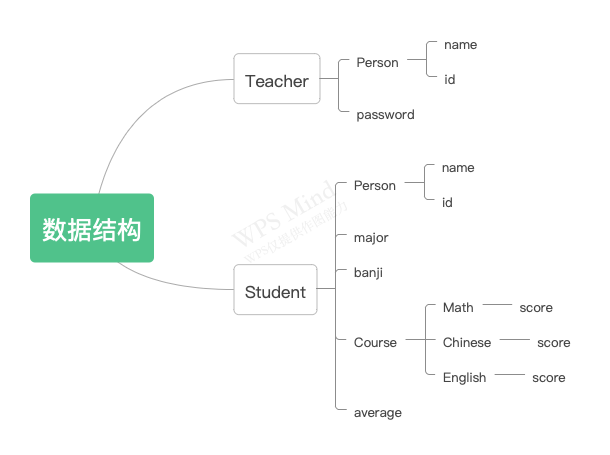 数据结构
Teacher
Person
name
id
password
Student
Person
name
id
major
banji
Course
Math
score
Chinese
score
English
score
average
WPS Mind